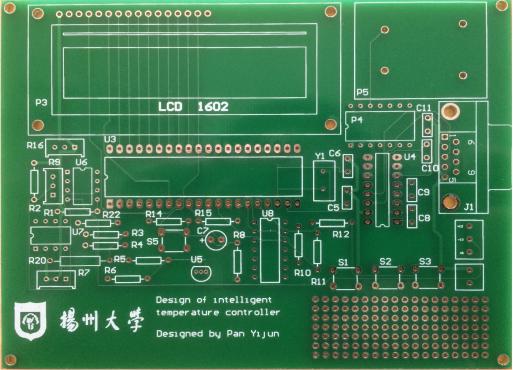 P3
LCD 1602
P5
P4
C11
C10
R16
U3
R9
U6
C6
Y1
U4
J1
R2
R1
R22
R14
R15
C5
C9
C8
U7
R3
R4
S5
C7
R8
U8
R12
R20
R7
R5
R6
U5
R10
R11
S1
S2
S3
揚州大學
Design of intelligent
temperature controller
Designed by Pan Yijun